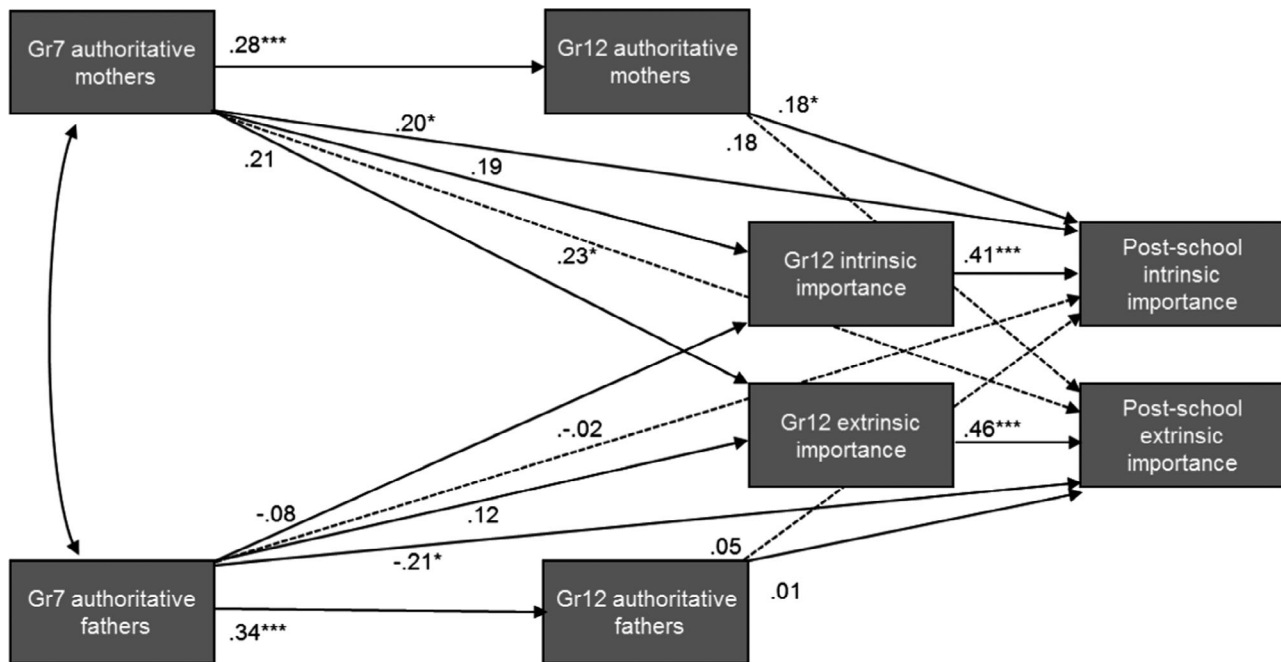 Gr7 authoritative
mothers
.28***
Gr12 authoritative
mothers
.18*
.18
.20*
.21
.19
.23*
Gr12 intrinsic
importance
.41***
Post-school
intrinsic
importance
Gr12 extrinsic
importance
.46***
Post-school
extrinsic
importance
.-.02
-.08
.12
-.21*
.05
.01
Gr7 authoritative
fathers
.34***
Gr12 authoritative
fathers